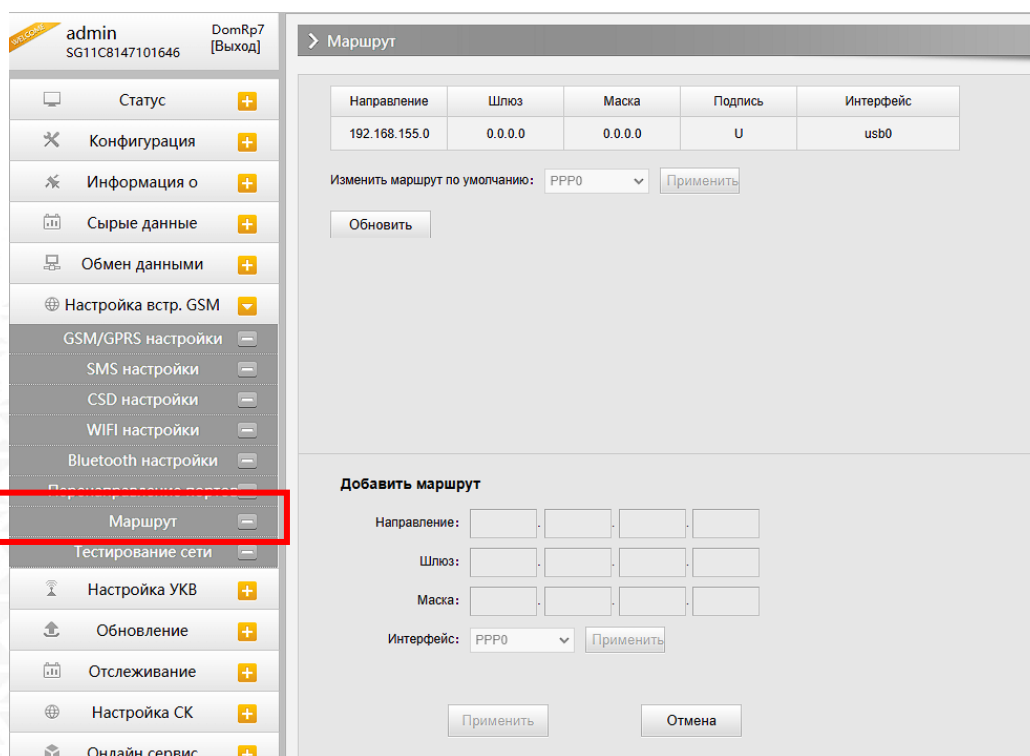 WELCOME
admin
DomRp7
SG11C8147101646
[Выход]
Маршрут
Статус
Конфигурация
Информация о
Сырые данные
Обмен данными
Настройка встр. GSM
GSM/GPRS настройки
SMS настройки
CSD настройки
WIFI настройки
Bluetooth настройки
Перенаправление портов
Маршрут
Тестирование сети
Настройка УКВ
Обновление
Отслеживание
Настройка СК
Онлайн сервис
Направление Шлюз Маска Подпись Интерфейс
192.168.155.0 0.0.0.0 0.0.0.0 U usb0
Изменить маршрут по умолчанию: PPP0 Применить
Обновить
Добавить маршрут
Направление: . . .
Шлюз: . . .
Маска: . . .
Интерфейс: PPP0 Применить
Применить Отмена